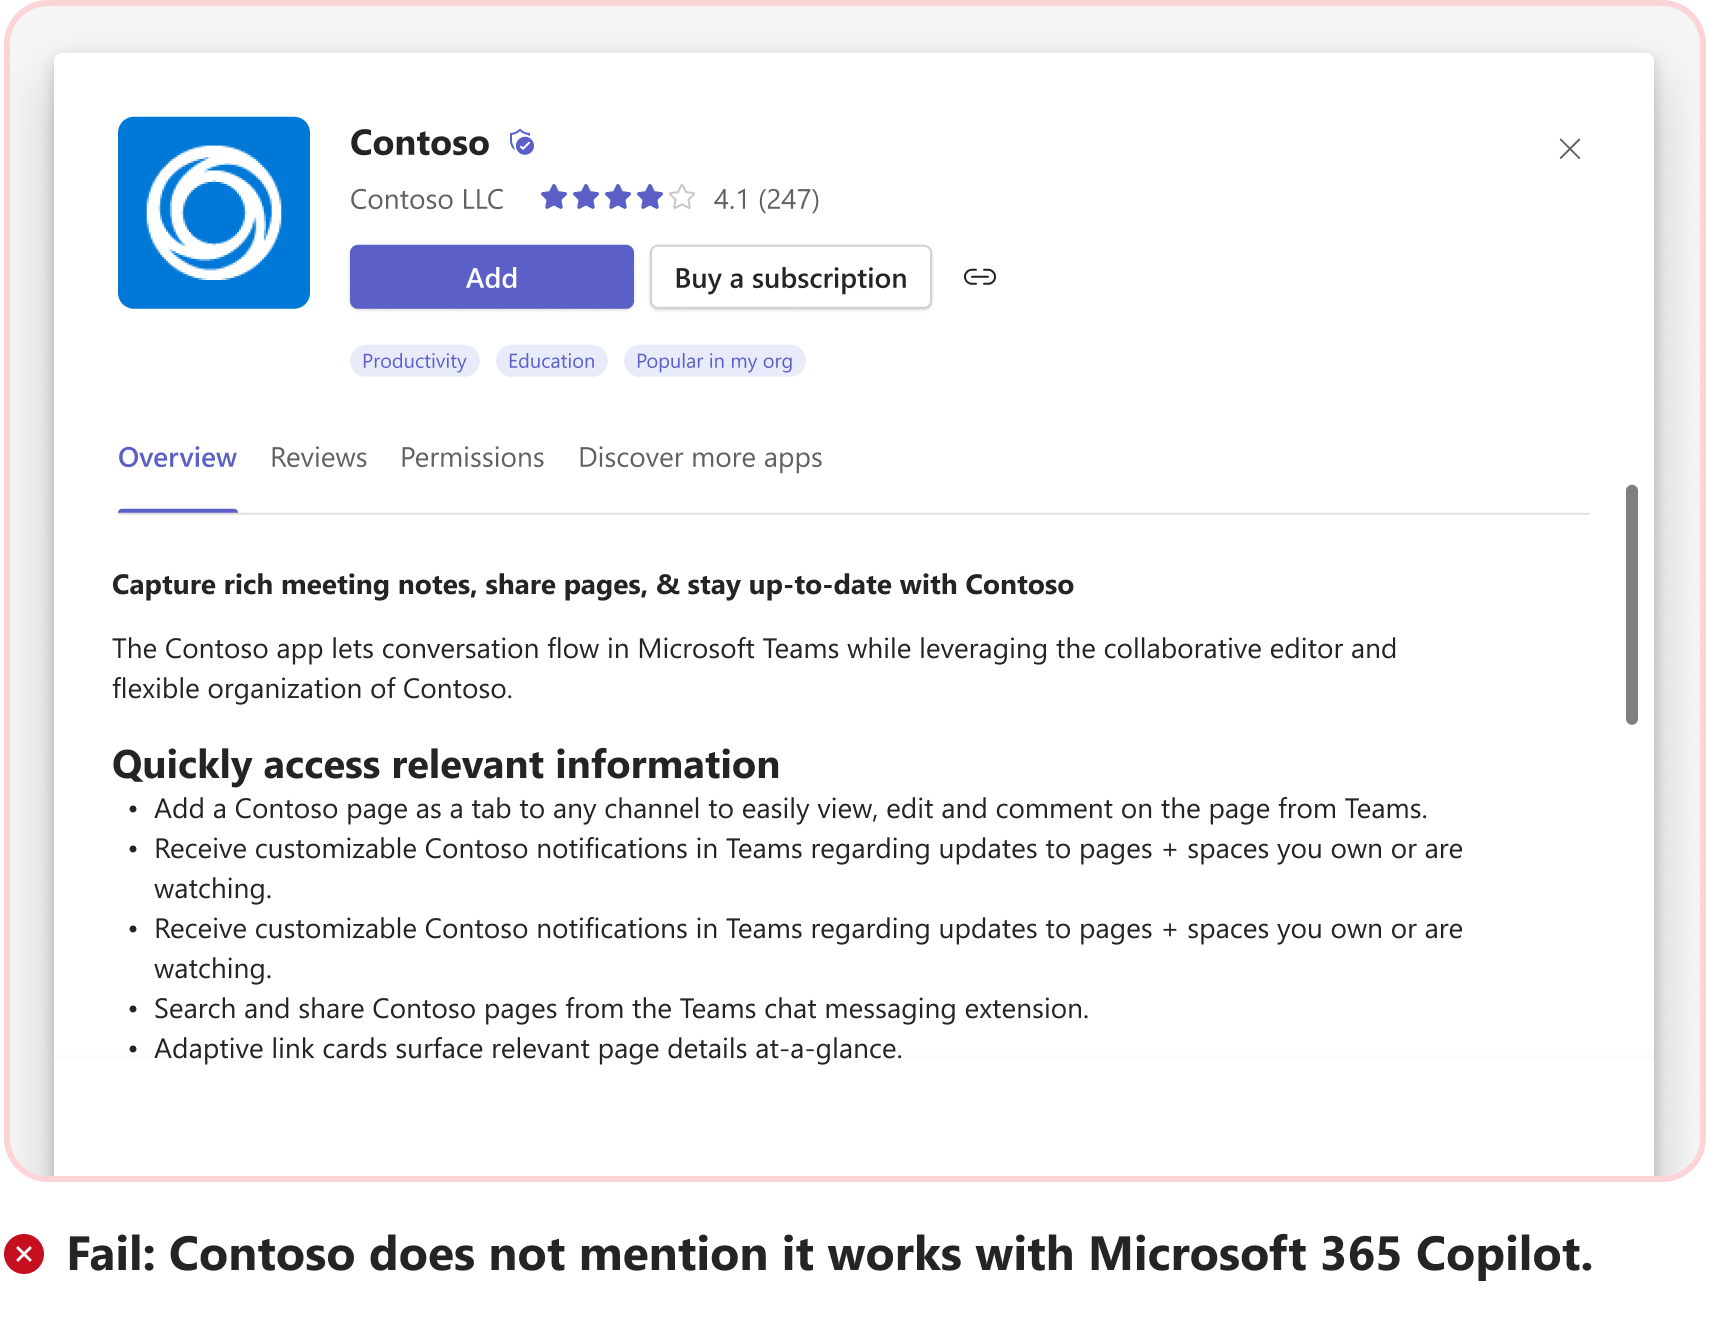 Contoso
Contoso LLC 4.1 (247)
Add Buy a subscription
Productivity Education Popular in my org
Overview Reviews Permissions Discover more apps
Capture rich meeting notes, share pages, & stay up-to-date with Contoso
The Contoso app lets conversation flow in Microsoft Teams while leveraging the collaborative editor and
flexible organization of Contoso.
Quickly access relevant information
• Add a Contoso page as a tab to any channel to easily view, edit and comment on the page from Teams.
• Receive customizable Contoso notifications in Teams regarding updates to pages + spaces you own or are
watching.
• Receive customizable Contoso notifications in Teams regarding updates to pages + spaces you own or are
watching.
• Search and share Contoso pages from the Teams chat messaging extension.
• Adaptive link cards surface relevant page details at-a-glance.
Fail: Contoso does not mention it works with Microsoft 365 Copilot.